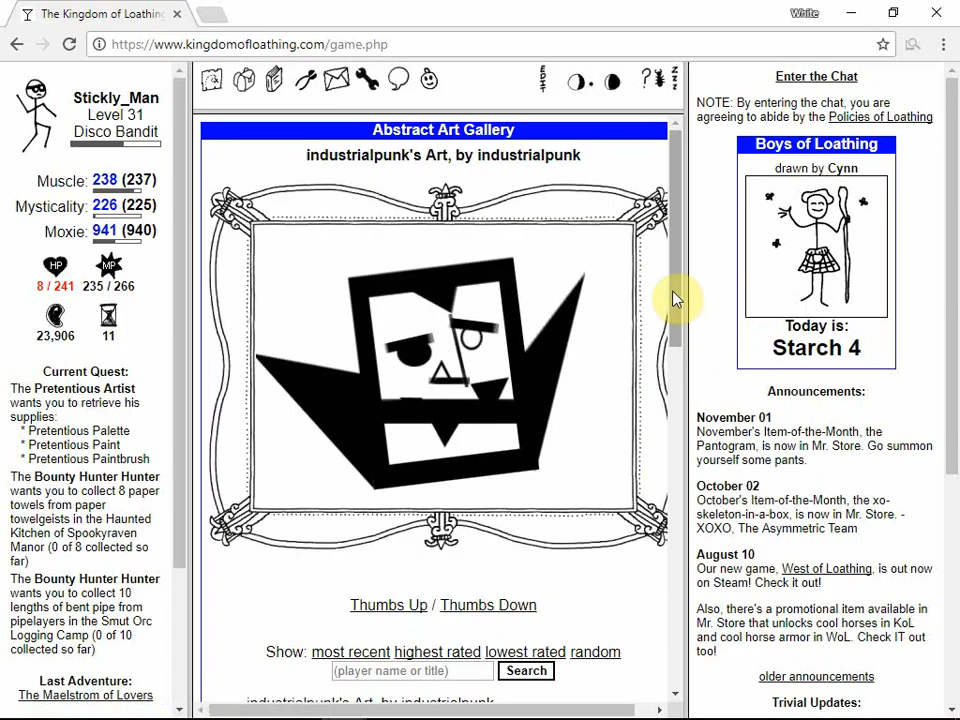 The Kingdom of Loathing
White
https://www.kingdomofloathing.com/game.php
Stickly_Man
Level 31
Disco Bandit
Muscle: 238 (237)
Mysticality: 226 (225)
Moxie: 941 (940)
HP
MP
8 / 241
235 / 266
23,906
11
Current Quest:
The Pretentious Artist
wants you to retrieve his
supplies:
* Pretentious Palette
* Pretentious Paint
* Pretentious Paintbrush
The Bounty Hunter Hunter
wants you to collect 8 paper
towels from paper
towelgeists in the Haunted
Kitchen of Spookyraven
Manor (0 of 8 collected so
far)
The Bounty Hunter Hunter
wants you to collect 10
lengths of bent pipe from
pipelayers in the Smut Orc
Logging Camp (0 of 10
collected so far)
Last Adventure:
The Maelstrom of Lovers
EDIT
? 
ZZZZ
Abstract Art Gallery
industrialpunk's Art, by industrialpunk
Thumbs Up / Thumbs Down
Show: most recent highest rated lowest rated random
(player name or title)
Search
industrialpunk's Art, by industrialpunk
Enter the Chat
NOTE: By entering the chat, you are
agreeing to abide by the Policies of Loathing
Boys of Loathing
drawn by Cynn
Today is:
Starch 4
Announcements:
November 01
November's Item-of-the-Month, the
Pantogram, is now in Mr. Store. Go summon
yourself some pants.
October 02
October's Item-of-the-Month, the xo-
skeleton-in-a-box, is now in Mr. Store. -
XOXO, The Asymmetric Team
August 10
Our new game, West of Loathing, is out now
on Steam! Check it out!
Also, there's a promotional item available in
Mr. Store that unlocks cool horses in KoL
and cool horse armor in WoL. Check IT out
too!
older announcements
Trivial Updates: